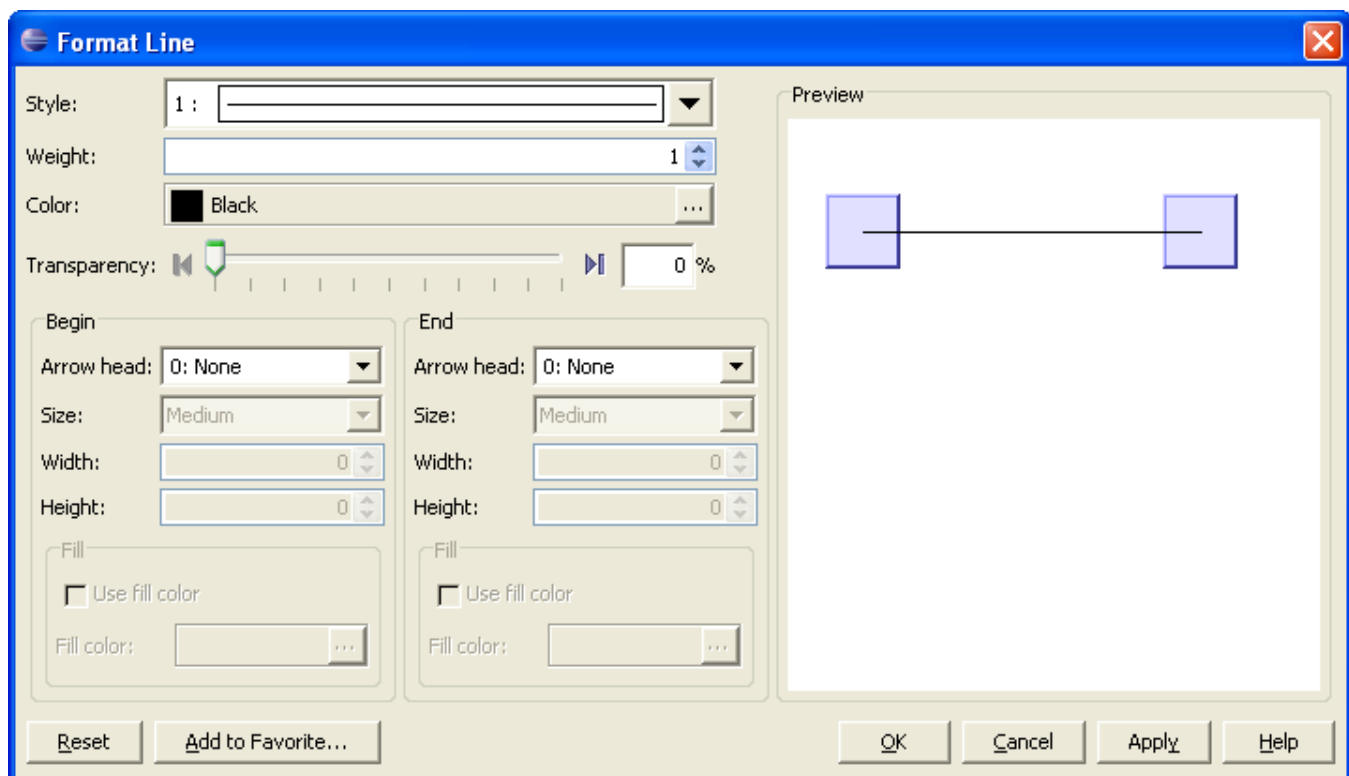 Format Line
Style: 1 :
Weight: 1
Color: Black ...
Transparency: 0 %
Begin
Arrow head: 0: None
Size: Medium
Width: 0
Height: 0
Fill
Use fill color
Fill color: ...
End
Arrow head: 0: None
Size: Medium
Width: 0
Height: 0
Fill
Use fill color
Fill color: ...
Preview
Reset Add to Favorite... OK Cancel Apply Help